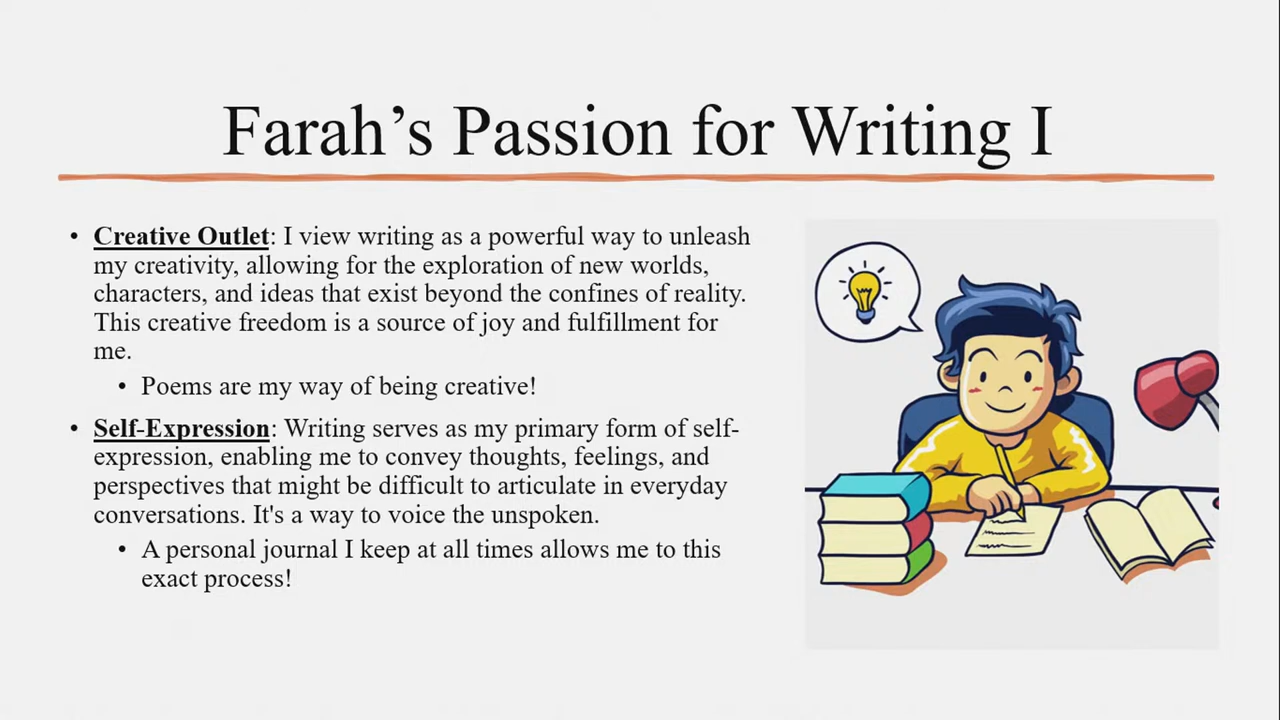 Farah’s Passion for Writing I
• Creative Outlet: I view writing as a powerful way to unleash
my creativity, allowing for the exploration of new worlds,
characters, and ideas that exist beyond the confines of reality.
This creative freedom is a source of joy and fulfillment for
me.
• Poems are my way of being creative!
• Self-Expression: Writing serves as my primary form of self-
expression, enabling me to convey thoughts, feelings, and
perspectives that might be difficult to articulate in everyday
conversations. It's a way to voice the unspoken.
• A personal journal I keep at all times allows me to this
exact process!